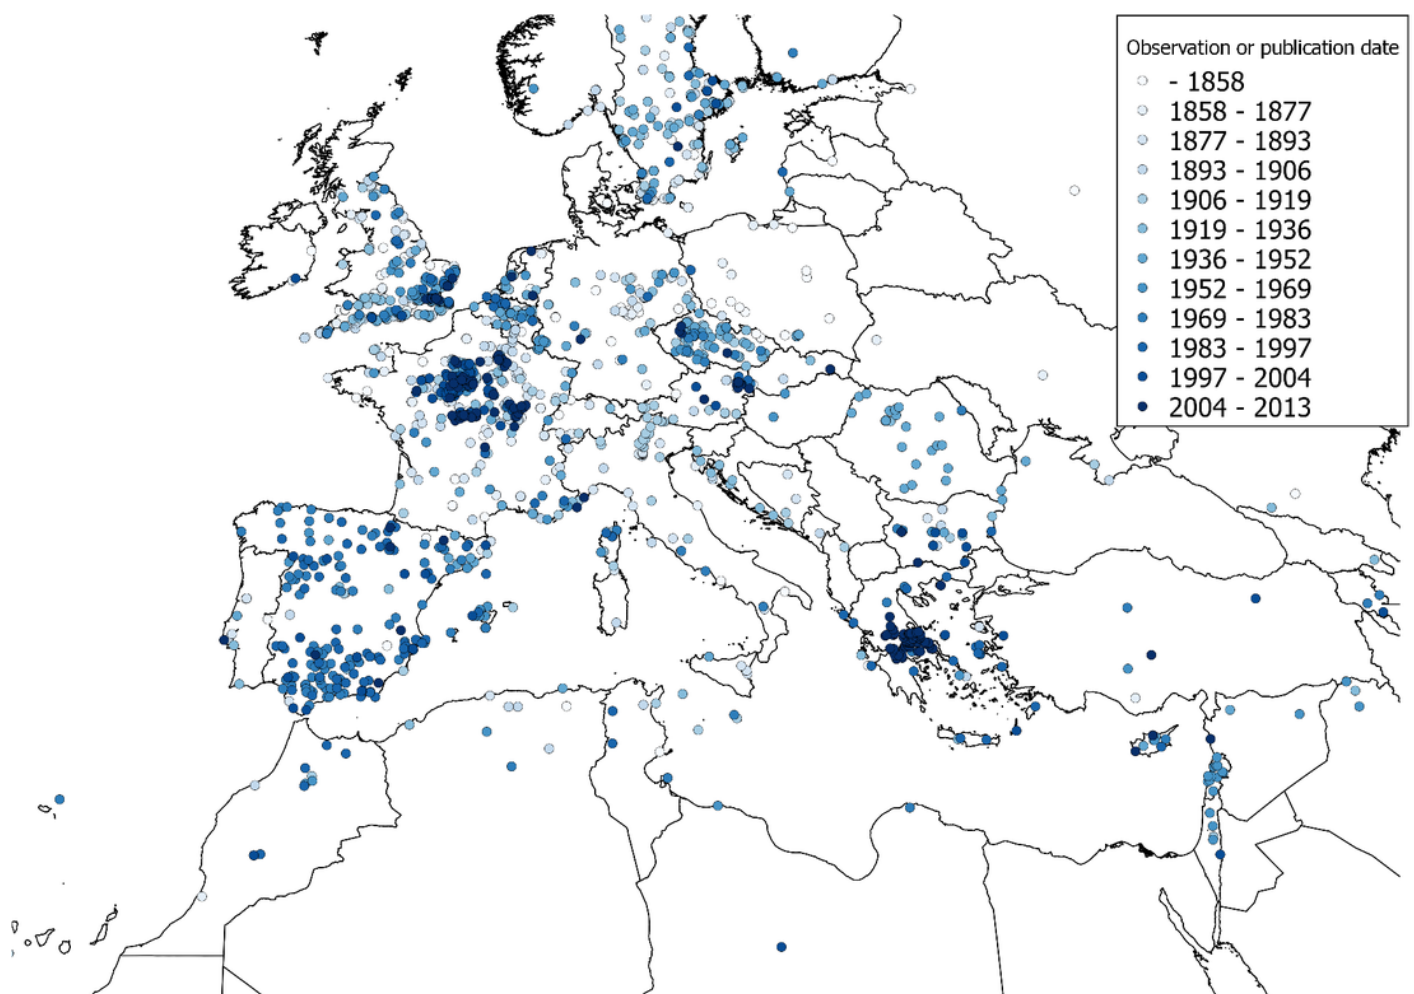 Observation or publication date
- 1858
1858 - 1877
1877 - 1893
1893 - 1906
1906 - 1919
1919 - 1936
1936 - 1952
1952 - 1969
1969 - 1983
1983 - 1997
1997 - 2004
2004 - 2013